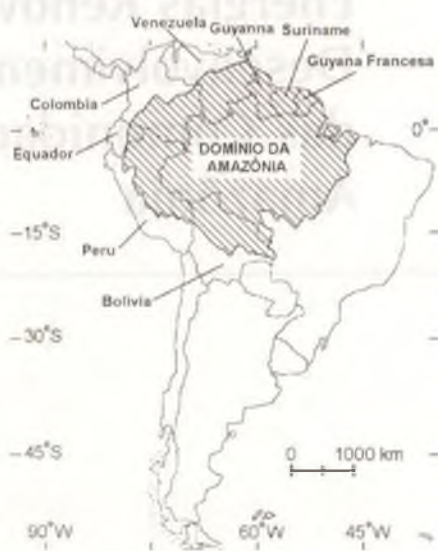 Venezuela Guyanna Suriname
Guyana Francesa
Colombia
0°
Equador
DOMÍNIO DA
AMAZÔNIA
15°S
Peru
Bolivia
30°S
45°S
0 1000 km
90°W 60°W 45°W